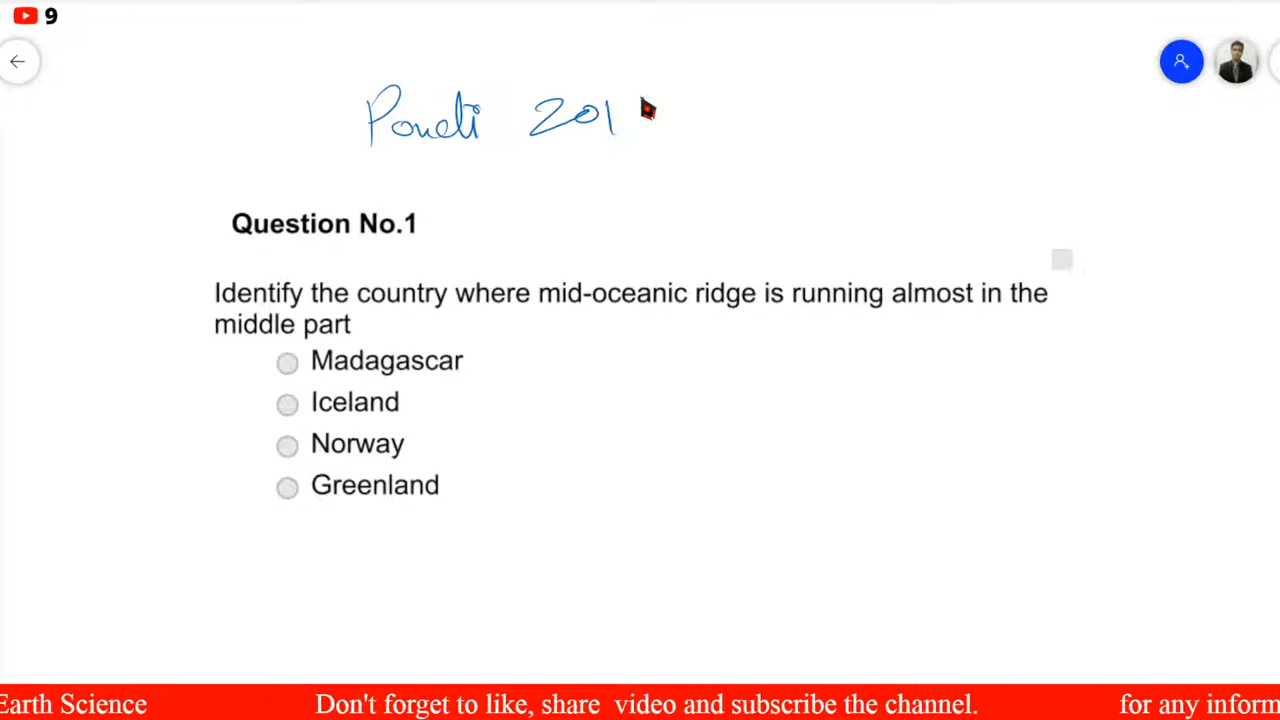 9
Pondi 201
Question No.1
Identify the country where mid-oceanic ridge is running almost in the
middle part
Madagascar
Iceland
Norway
Greenland
Earth Science Don't forget to like, share video and subscribe the channel. for any inform